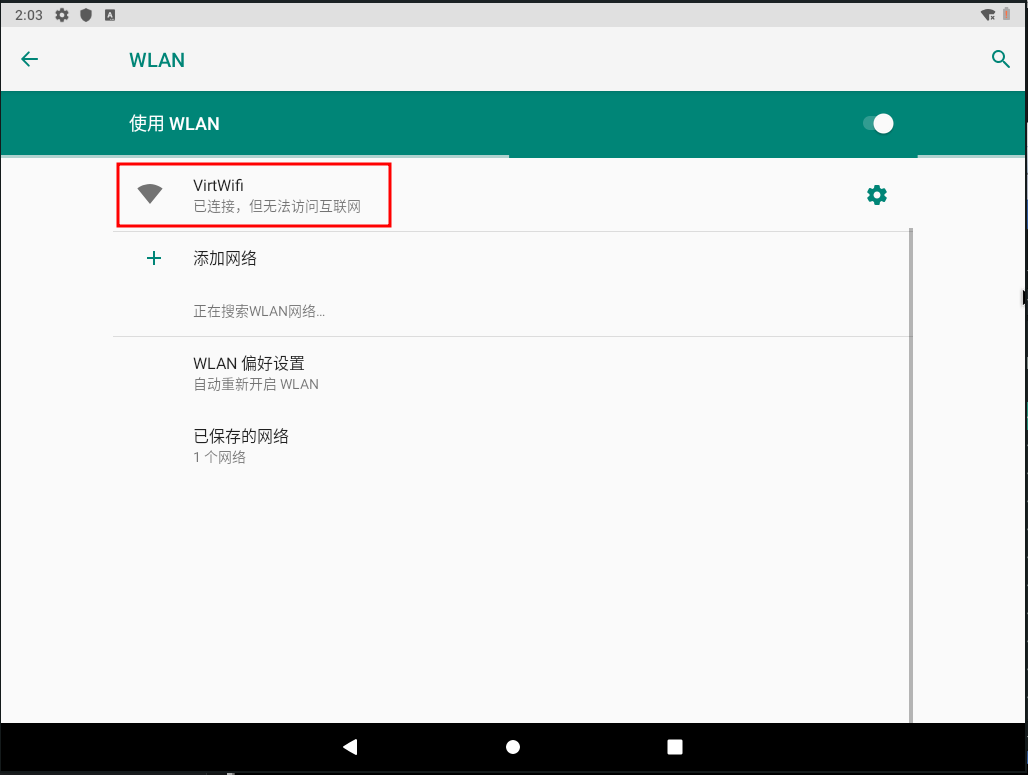 2:03
A
WLAN
使用 WLAN
VirtWifi
已连接，但无法访问互联网
添加网络
正在搜索WLAN网络…
WLAN 偏好设置
自动重新开启 WLAN
已保存的网络
1 个网络